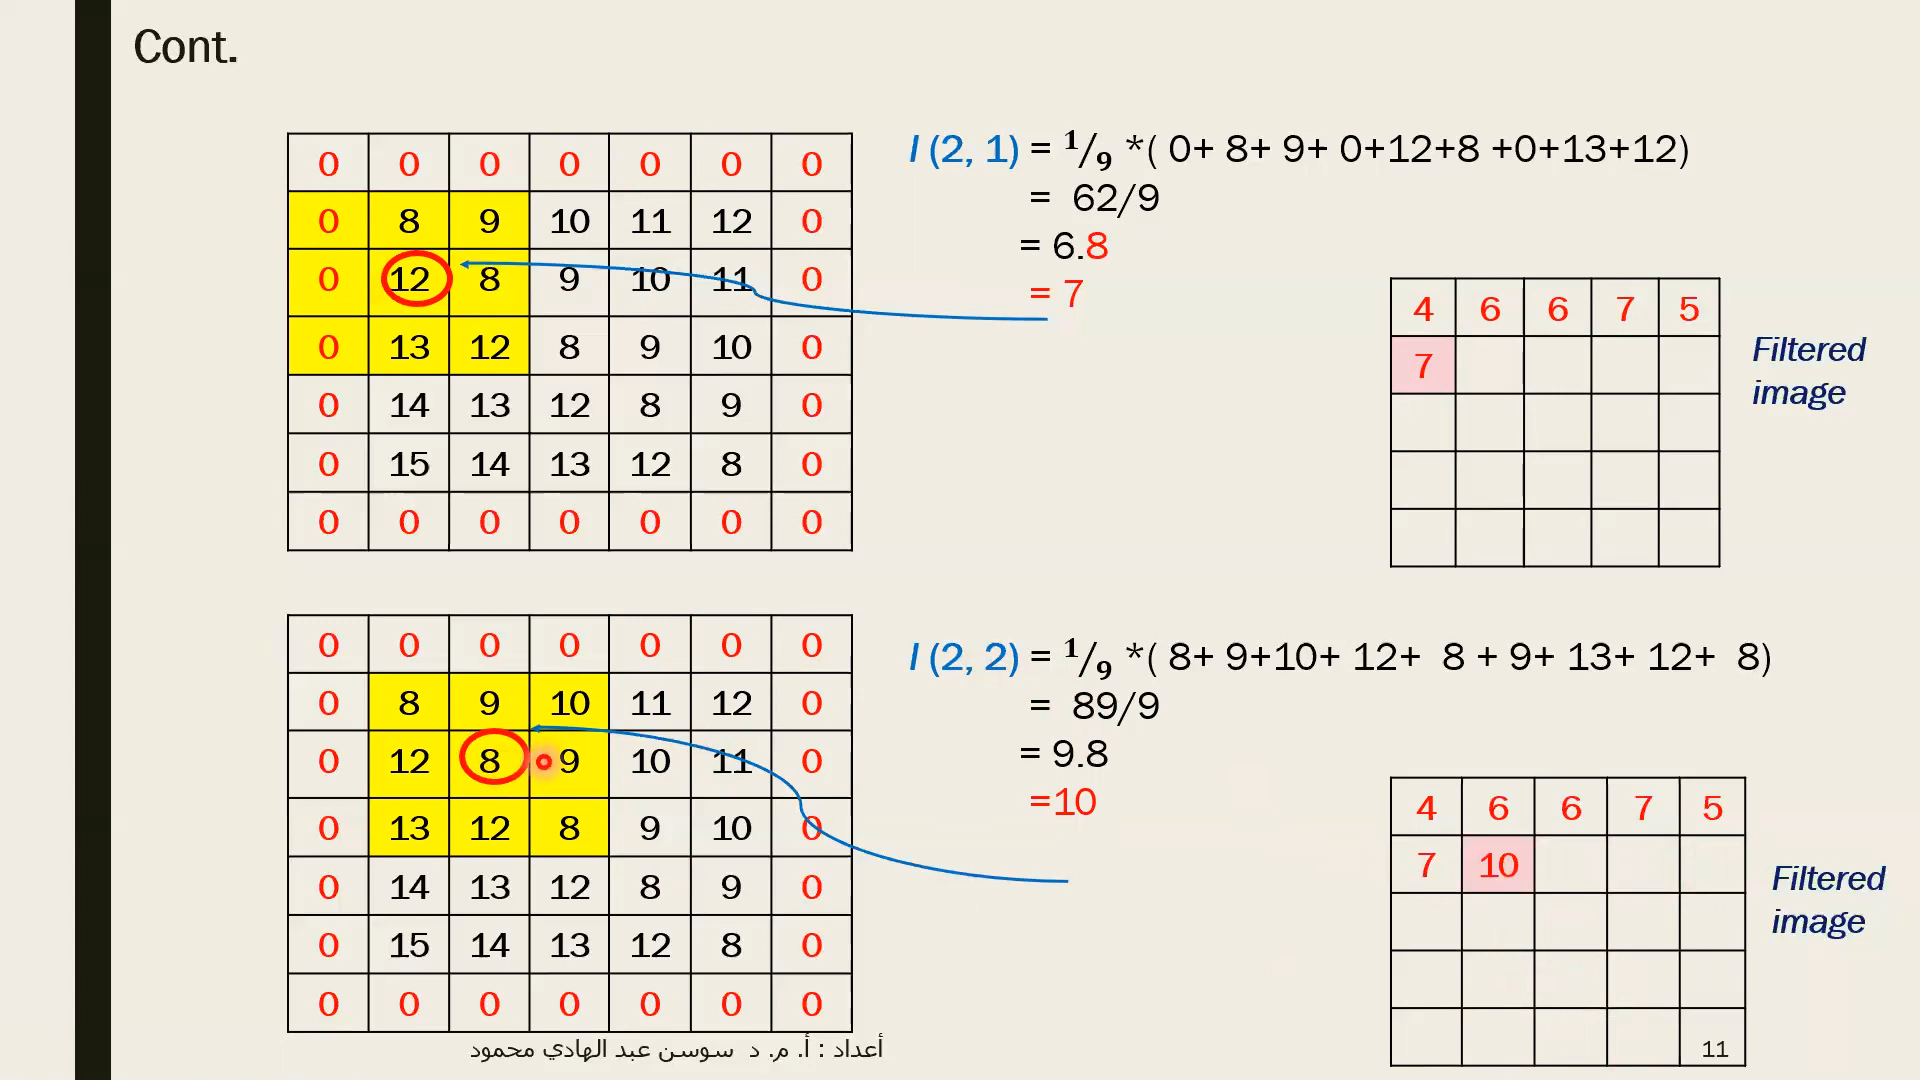 Cont.
0 0 0 0 0 0 0
0 8 9 10 11 12 0
0 12 8 9 10 11 0
0 13 12 8 9 10 0
0 14 13 12 8 9 0
0 15 14 13 12 8 0
0 0 0 0 0 0 0
I (2, 1) = 1/9 *( 0+ 8+ 9+ 0+12+8 +0+13+12)
= 62/9
= 6.8
= 7
4 6 6 7 5
7
Filtered
image
0 0 0 0 0 0 0
0 8 9 10 11 12 0
0 12 8 9 10 11 0
0 13 12 8 9 10 0
0 14 13 12 8 9 0
0 15 14 13 12 8 0
0 0 0 0 0 0 0
I (2, 2) = 1/9 *( 8+ 9+10+ 12+ 8 + 9+ 13+ 12+ 8)
= 89/9
= 9.8
=10
4 6 6 7 5
7 10
Filtered
image
أعداد : أ. م. د سوسن عبد الهادي محمود
11